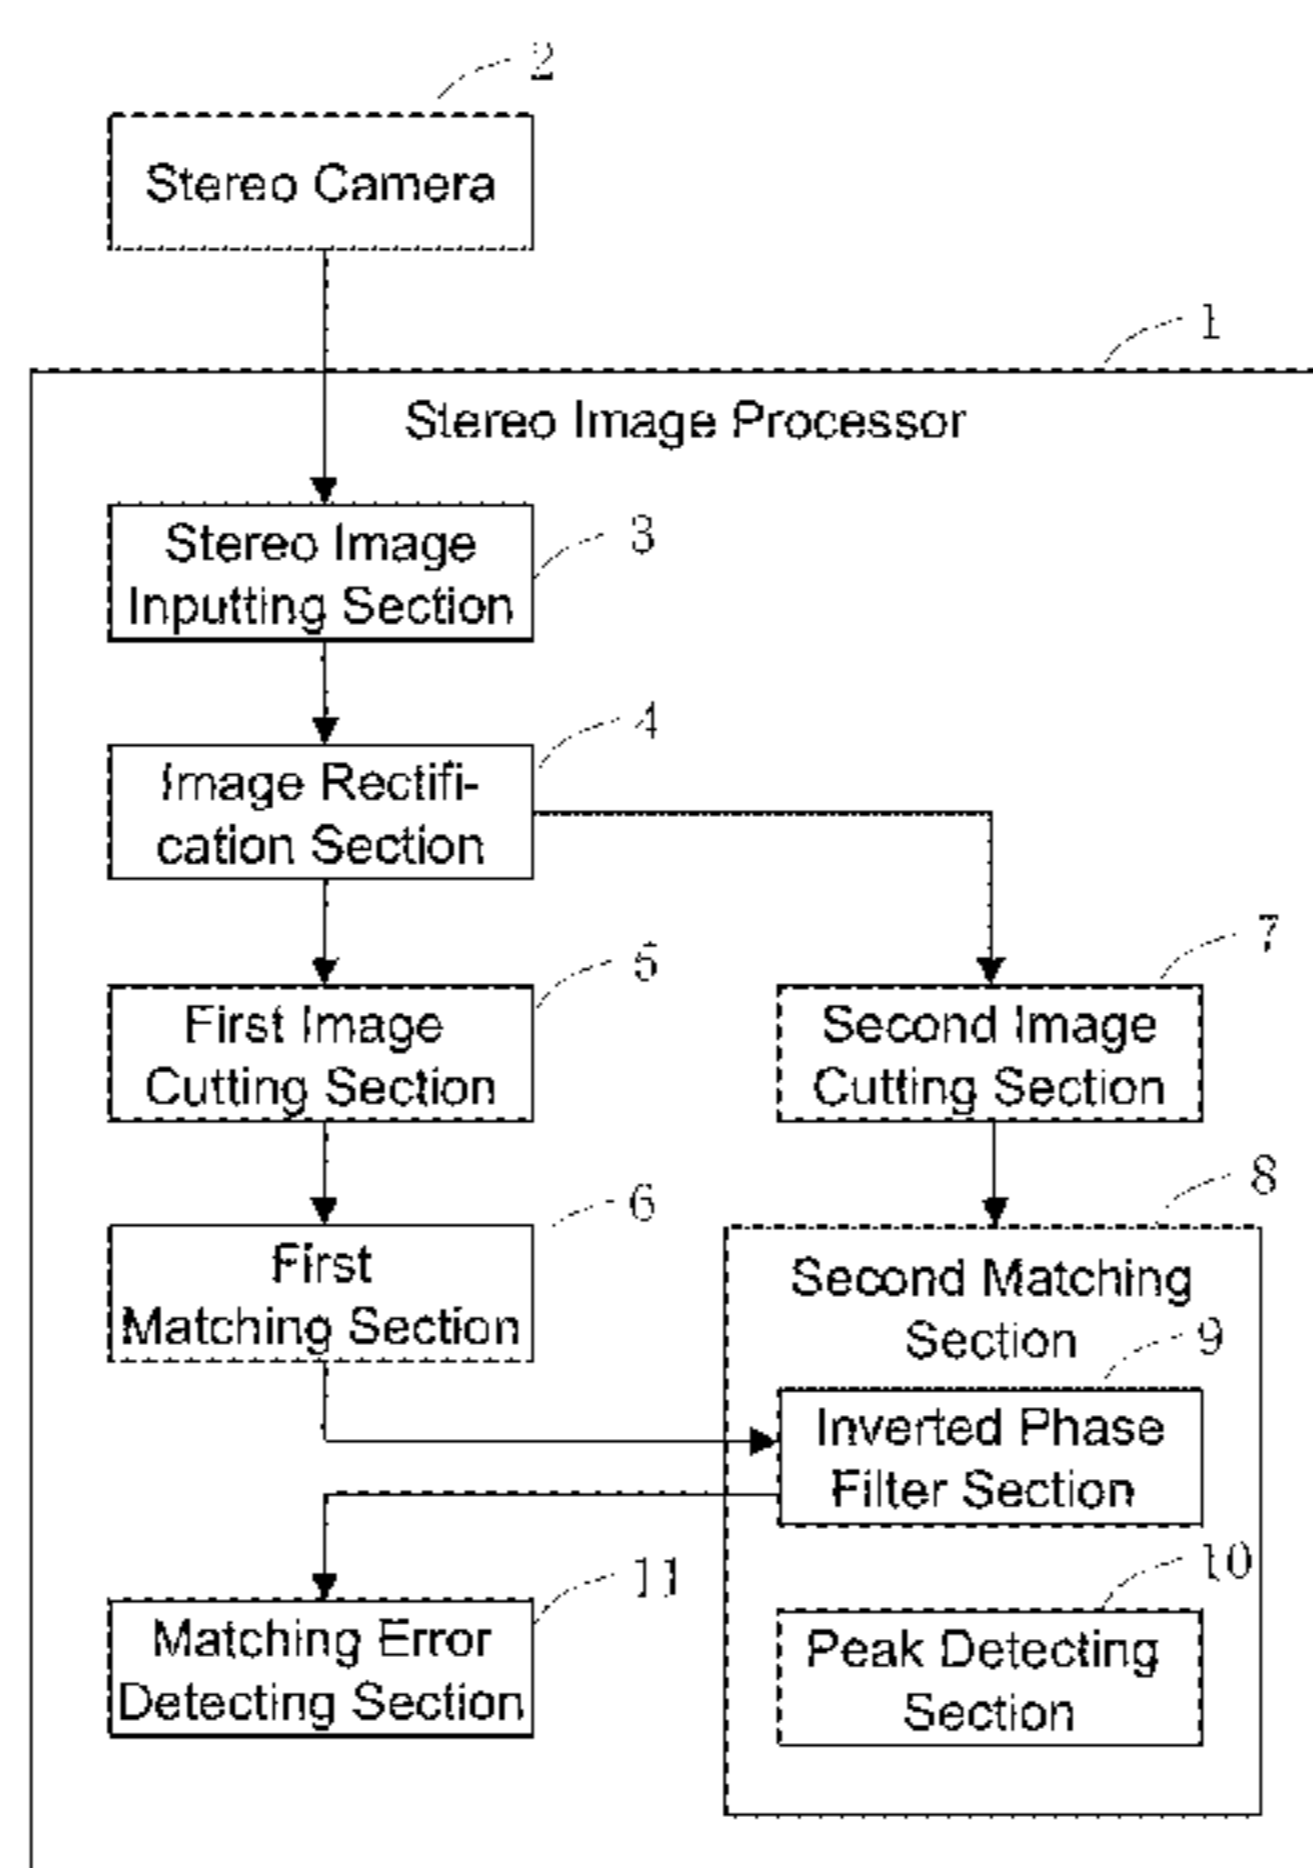 2
Stereo Camera
1
Stereo Image Processor
Stereo Image
Inputting Section
3
Image Rectifi-
cation Section
4
First Image
Cutting Section
5
Second Image
Cutting Section
7
First
Matching Section
6
Second Matching
Section
8
Inverted Phase
Filter Section
9
Matching Error
Detecting Section
11
Peak Detecting
Section
10